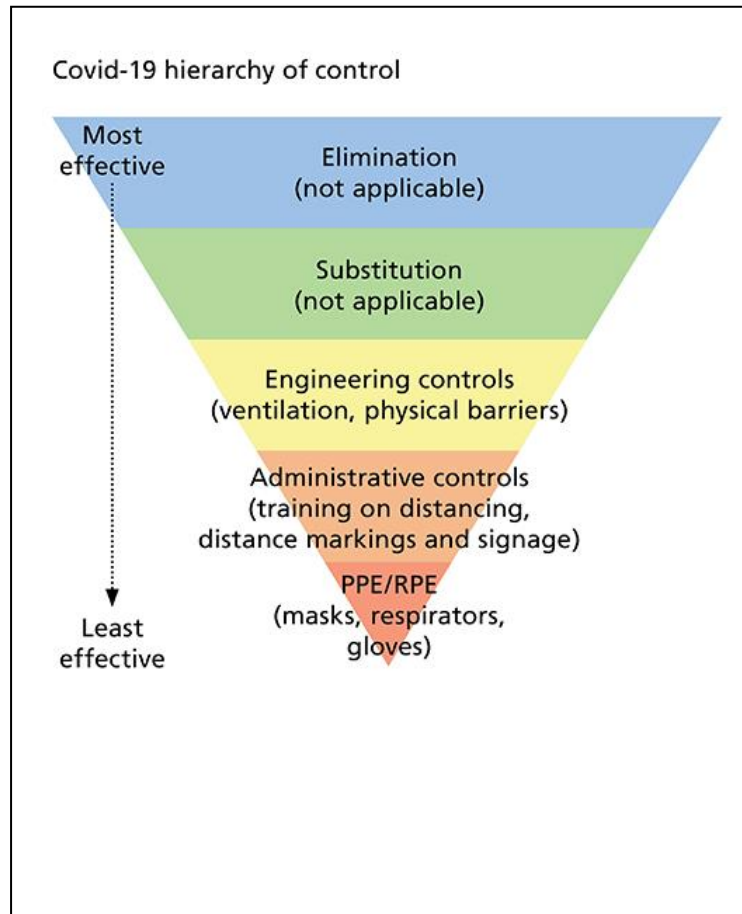 Covid-19 hierarchy of control
Most
effective
Elimination
(not applicable)
Substitution
(not applicable)
Engineering controls
(ventilation, physical barriers)
Administrative controls
(training on distancing,
distance markings and signage)
PPE/RPE
(masks, respirators,
gloves)
Least
effective